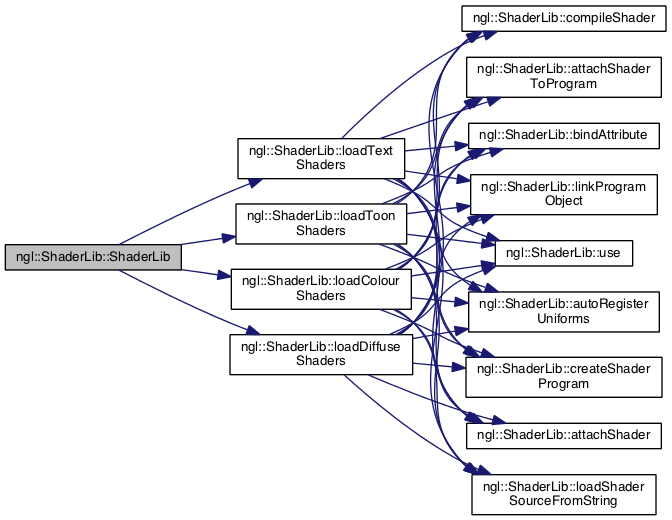 ngl::ShaderLib::ShaderLib
ngl::ShaderLib::loadText
Shaders
ngl::ShaderLib::loadToon
Shaders
ngl::ShaderLib::loadColour
Shaders
ngl::ShaderLib::loadDiffuse
Shaders
ngl::ShaderLib::compileShader
ngl::ShaderLib::attachShader
ToProgram
ngl::ShaderLib::bindAttribute
ngl::ShaderLib::linkProgram
Object
ngl::ShaderLib::use
ngl::ShaderLib::autoRegister
Uniforms
ngl::ShaderLib::createShader
Program
ngl::ShaderLib::attachShader
ngl::ShaderLib::loadShader
SourceFromString